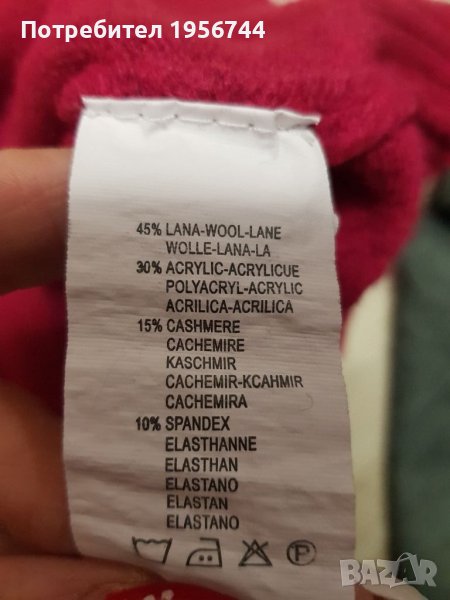 Потребител 1956744
45% LANA-WOOL-LANE
WOLLE-LANA-LA
30% ACRYLIC-ACRYLICUE
POLYACRYL-ACRYLIC
ACRILICA-ACRILICA
15% CASHMERE
CACHEMIRE
KASCHMIR
CACHEMIR-KCAHMIR
CACHEMIRA
10% SPANDEX
ELASTHANNE
ELASTHAN
ELASTANO
ELASTAN
ELASTANO
P
BAZAR